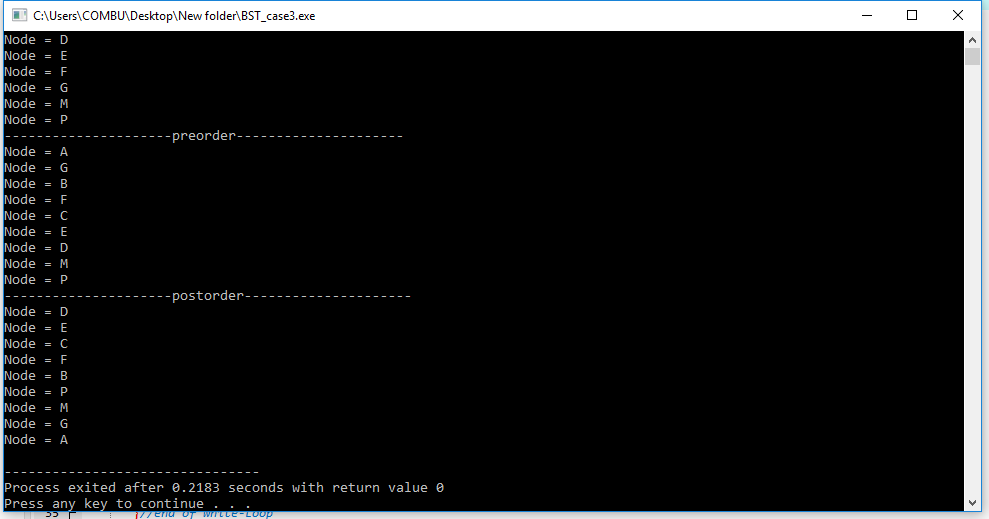 C:\Users\COMBU\Desktop\New folder\BST_case3.exe
Node = D
Node = E
Node = F
Node = G
Node = M
Node = P
---------------------preorder---------------------
Node = A
Node = G
Node = B
Node = F
Node = C
Node = E
Node = D
Node = M
Node = P
---------------------postorder---------------------
Node = D
Node = E
Node = C
Node = F
Node = B
Node = P
Node = M
Node = G
Node = A
--------------------------------
Process exited after 0.2183 seconds with return value 0
Press any key to continue . . .
35 //end of while-Loop